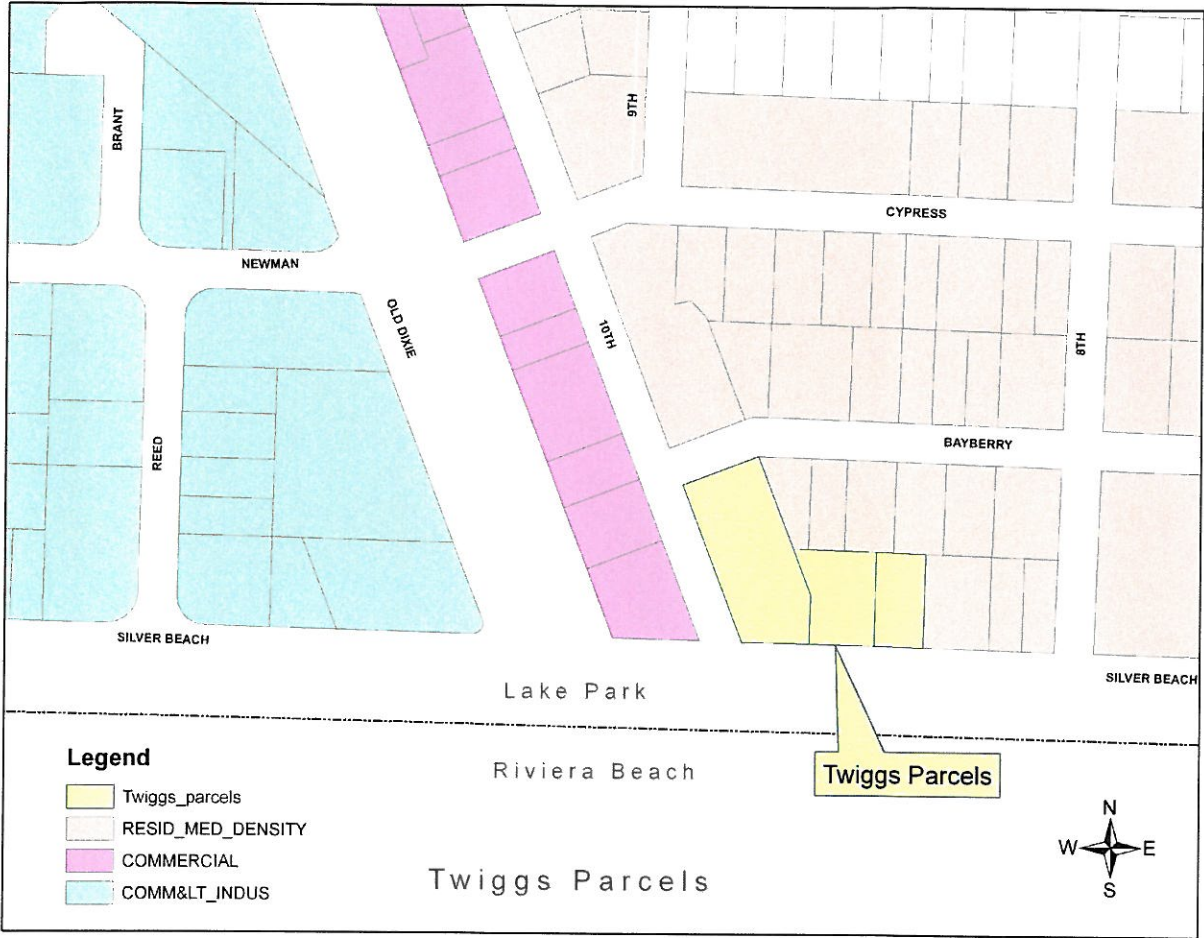 BRANT
9TH
CYPRESS
NEWMAN
OLD DIXIE
10TH
8TH
REED
BAYBERRY
SILVER BEACH
SILVER BEACH
Lake Park
Riviera Beach
Twiggs Parcels
Legend
Twiggs_parcels
RESID_MED_DENSITY
COMMERCIAL
COMM&LT_INDUS
Twiggs Parcels
N
W E
S